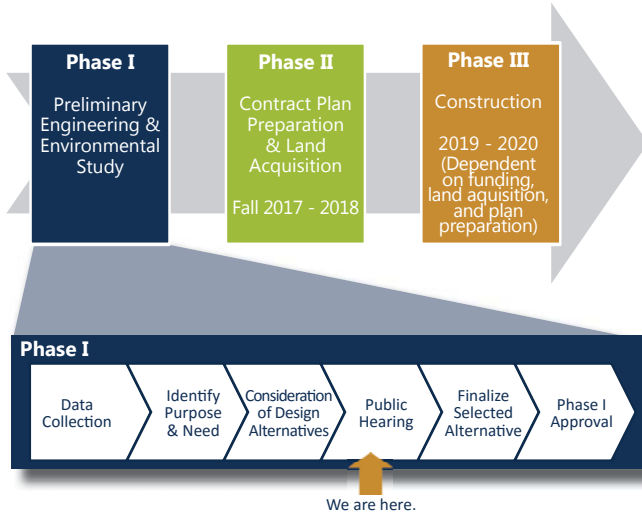 Phase I
Preliminary
Engineering &
Environmental
Study
Phase II
Contract Plan
Preparation
& Land
Acquisition
Fall 2017 - 2018
Phase III
Construction
2019 - 2020
(Dependent
on funding,
land aquisition,
and plan
preparation)
Phase I
Data
Collection
Identify
Purpose
& Need
Consideration
of Design
Alternatives
Public
Hearing
Finalize
Selected
Alternative
Phase I
Approval
We are here.